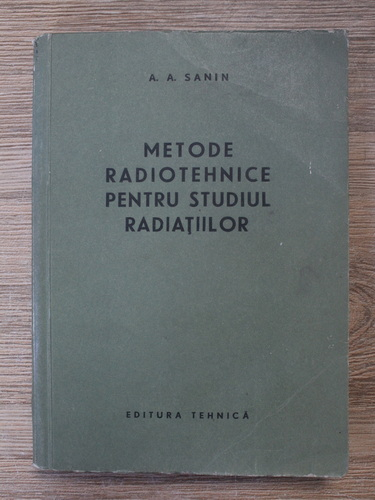 A. A. SANIN
METODE
RADIOTEHNICE
PENTRU STUDIUL
RADIAȚIILOR
EDITURA TEHNICĂ